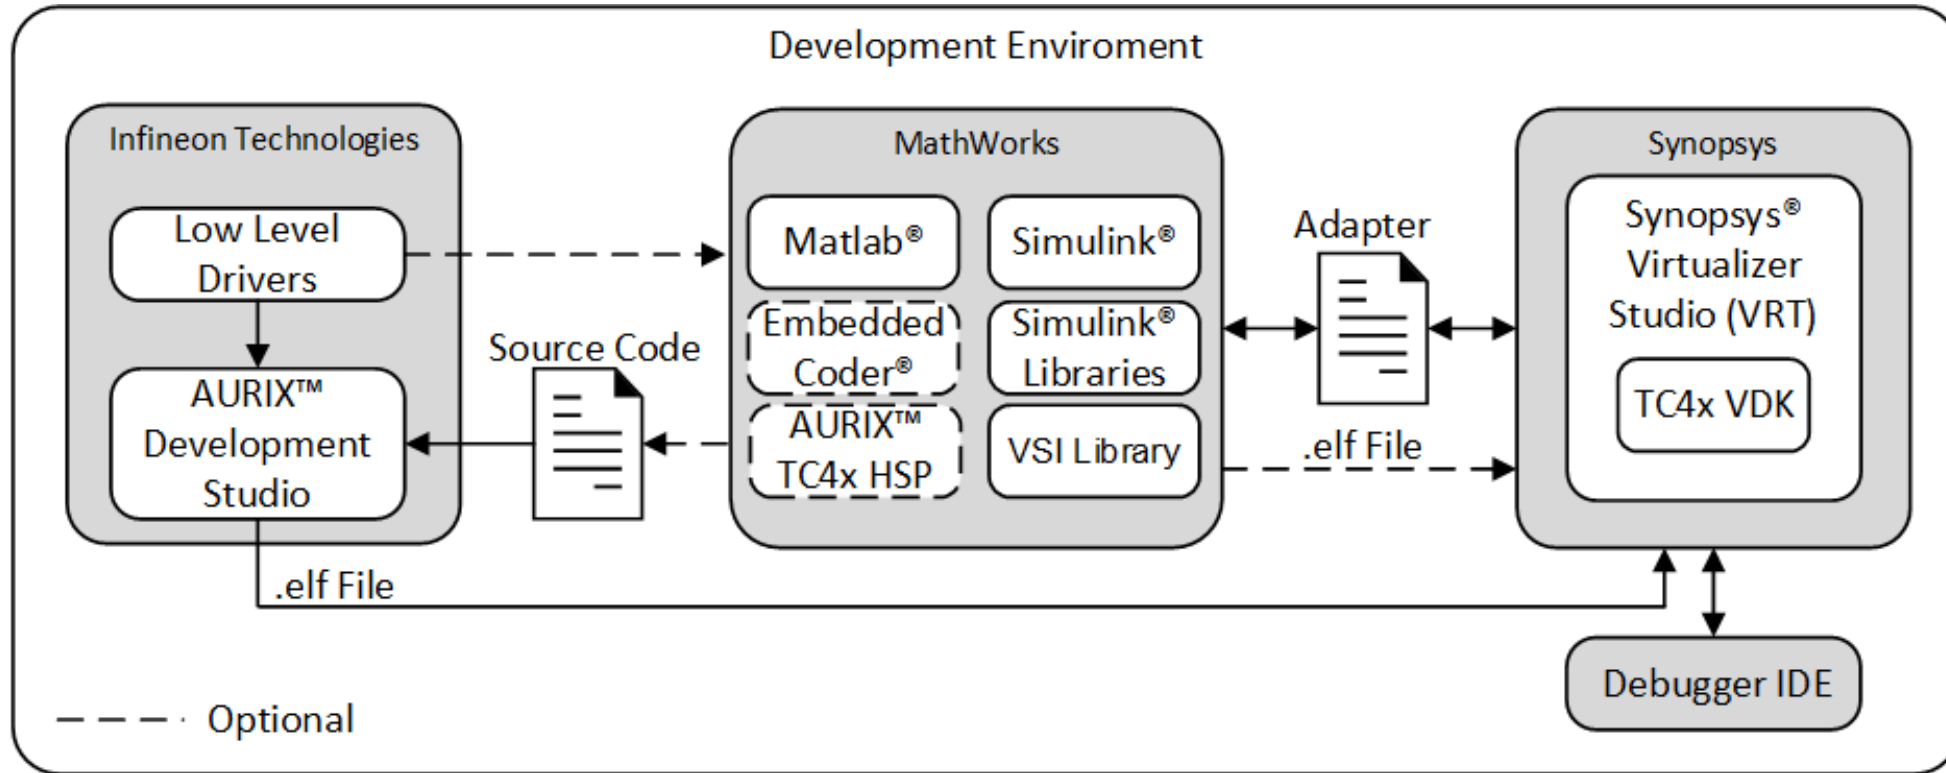 Development Enviroment
Infineon Technologies
Low Level
Drivers
AURIX™
Development
Studio
Source Code
MathWorks
Matlab®
Simulink®
Embedded
Coder®
Simulink®
Libraries
AURIX™
TC4x HSP
VSI Library
Adapter
.elf File
Synopsys
Synopsys®
Virtualizer
Studio (VRT)
TC4x VDK
.elf File
Debugger IDE
Optional